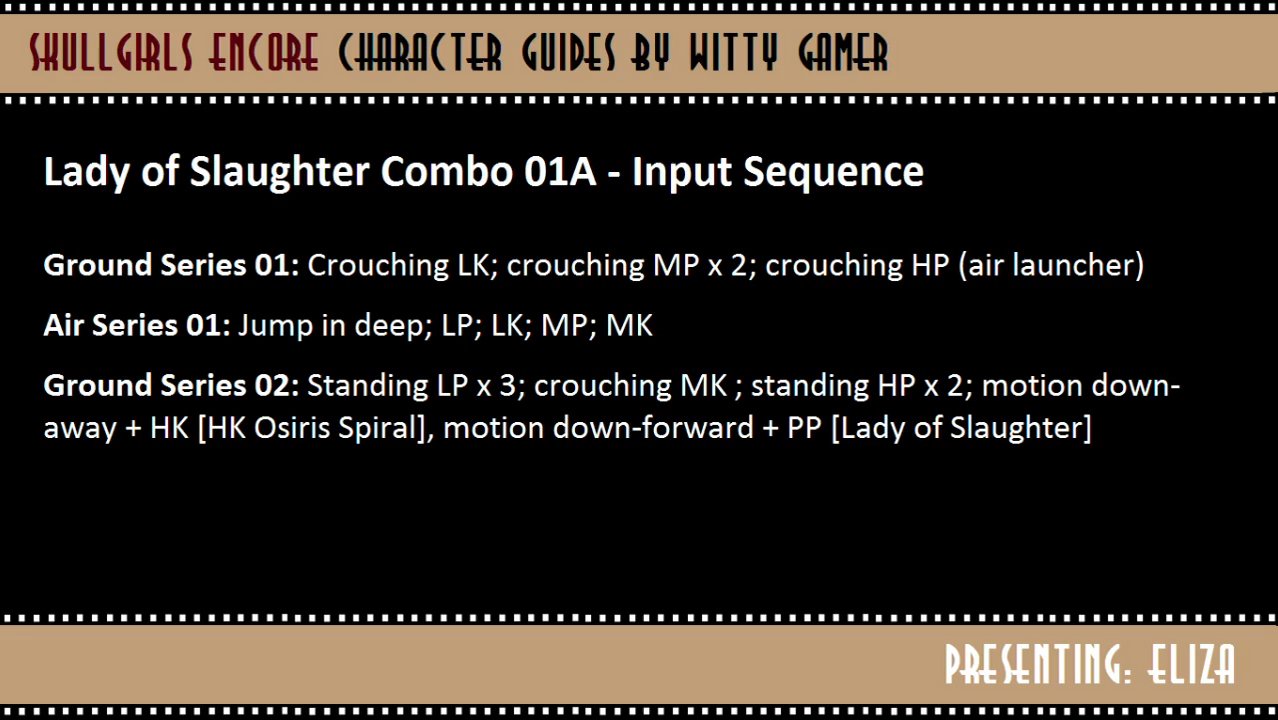 SKULLGIRLS ENCORE CHARACTER GUIDES BY WITTY GAMER
Lady of Slaughter Combo 01A - Input Sequence
Ground Series 01: Crouching LK; crouching MP x 2; crouching HP (air launcher)
Air Series 01: Jump in deep; LP; LK; MP; MK
Ground Series 02: Standing LP x 3; crouching MK ; standing HP x 2; motion down-
away + HK [HK Osiris Spiral], motion down-forward + PP [Lady of Slaughter]
PRESENTING: ELIZA